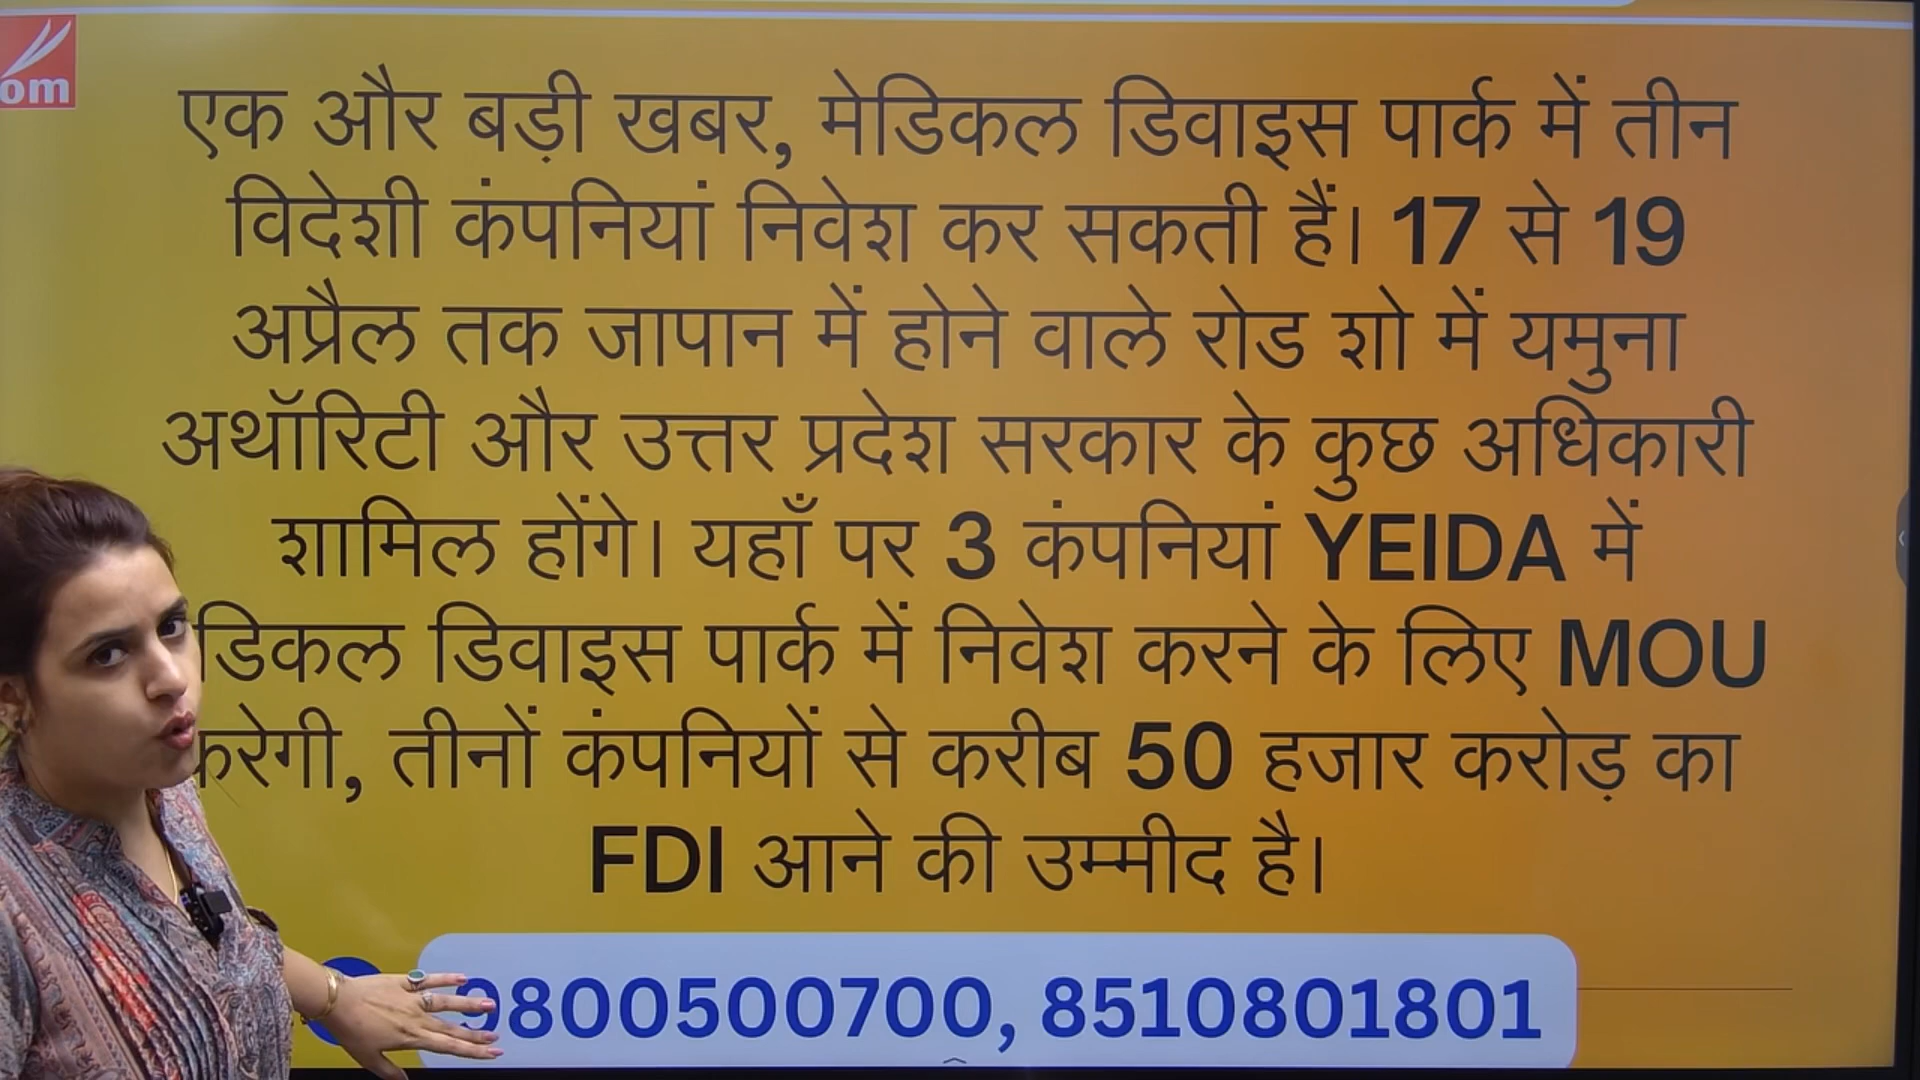 om
एक और बड़ी खबर, मेडिकल डिवाइस पार्क में तीन
विदेशी कंपनियां निवेश कर सकती हैं। 17 से 19
अप्रैल तक जापान में होने वाले रोड शो में यमुना
अथॉरिटी और उत्तर प्रदेश सरकार के कुछ अधिकारी
शामिल होंगे। यहाँ पर 3 कंपनियां YEIDA में
डिकल डिवाइस पार्क में निवेश करने के लिए MOU
करेगी, तीनों कंपनियों से करीब 50 हजार करोड़ का
FDI आने की उम्मीद है।
9800500700, 8510801801